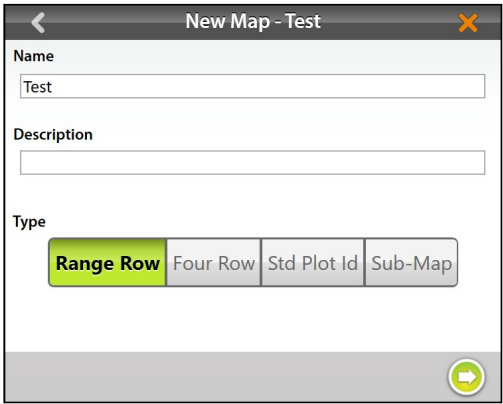 New Map - Test
Name
Test
Description
Type
Range Row Four Row Std Plot Id Sub-Map